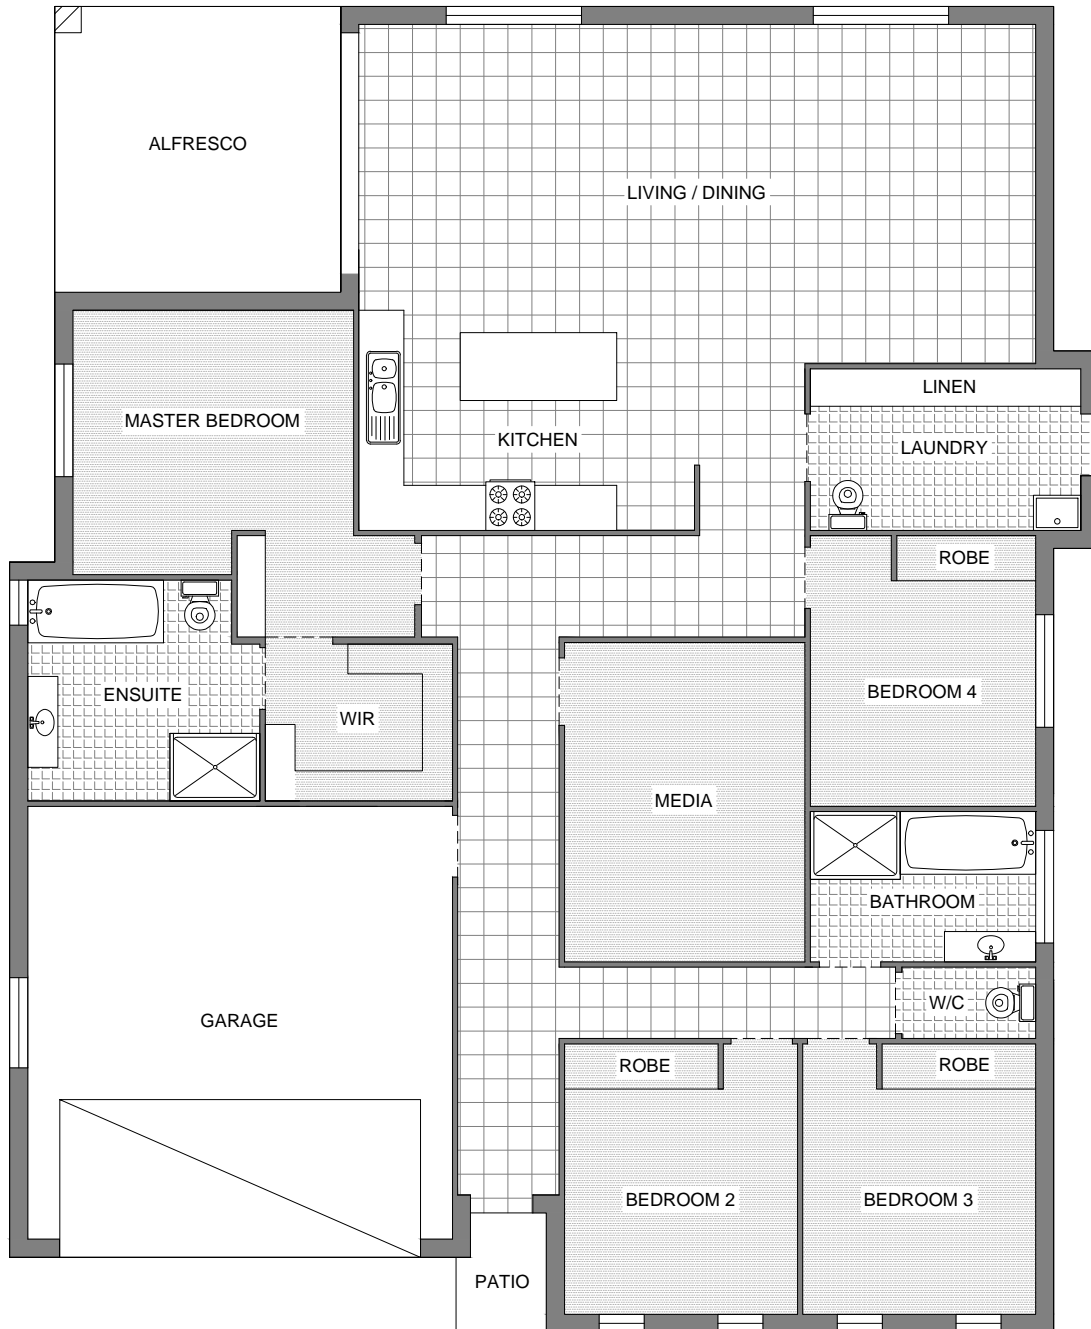 ALFRESCO
LIVING / DINING
LINEN
MASTER BEDROOM
KITCHEN
LAUNDRY
ROBE
ENSUITE
BEDROOM 4
WIR
MEDIA
BATHROOM
W/C
GARAGE
ROBE
ROBE
BEDROOM 2
BEDROOM 3
PATIO